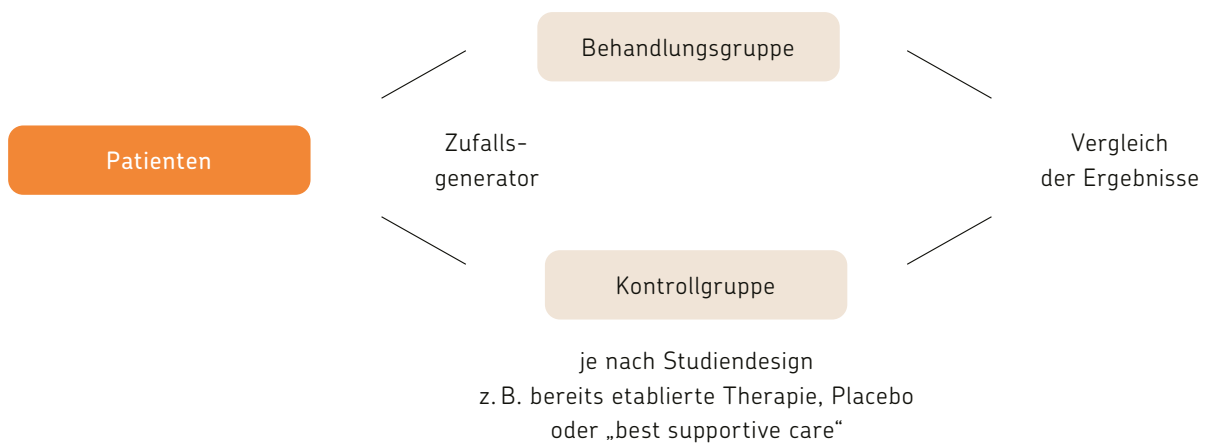 Behandlungsgruppe
Patienten
Zufalls-
generator
Vergleich
der Ergebnisse
Kontrollgruppe
je nach Studiendesign
z. B. bereits etablierte Therapie, Placebo
oder „best supportive care“